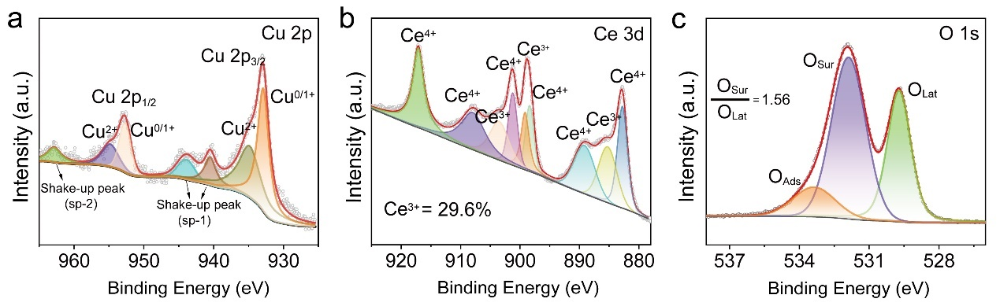 a
Cu 2p
Cu 2p3/2
Cu 2p1/2
Cu0/1+
Cu2+
Cu0/1+
Cu2+
Shake-up peak
(sp-2)
Shake-up peak
(sp-1)
Intensity (a.u.)
960
950
940
930
Binding Energy (eV)
b
Ce 3d
Ce4+
Ce4+
Ce3+
Ce4+
Ce3+
Ce4+
Ce4+
Ce3+
Ce4+
Ce3+ = 29.6%
Intensity (a.u.)
920
910
900
890
880
Binding Energy (eV)
c
O 1s
OSur
OLat
OSur
OLat
= 1.56
OAds
Intensity (a.u.)
537
534
531
528
Binding Energy (eV)